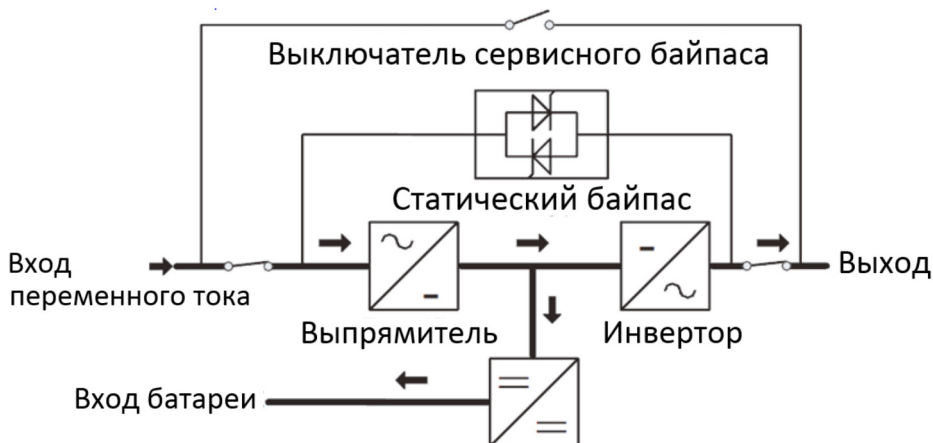 Выключатель сервисного байпаса
Статический байпас
Вход
переменного тока
Выход
Выпрямитель
Инвертор
Вход батареи